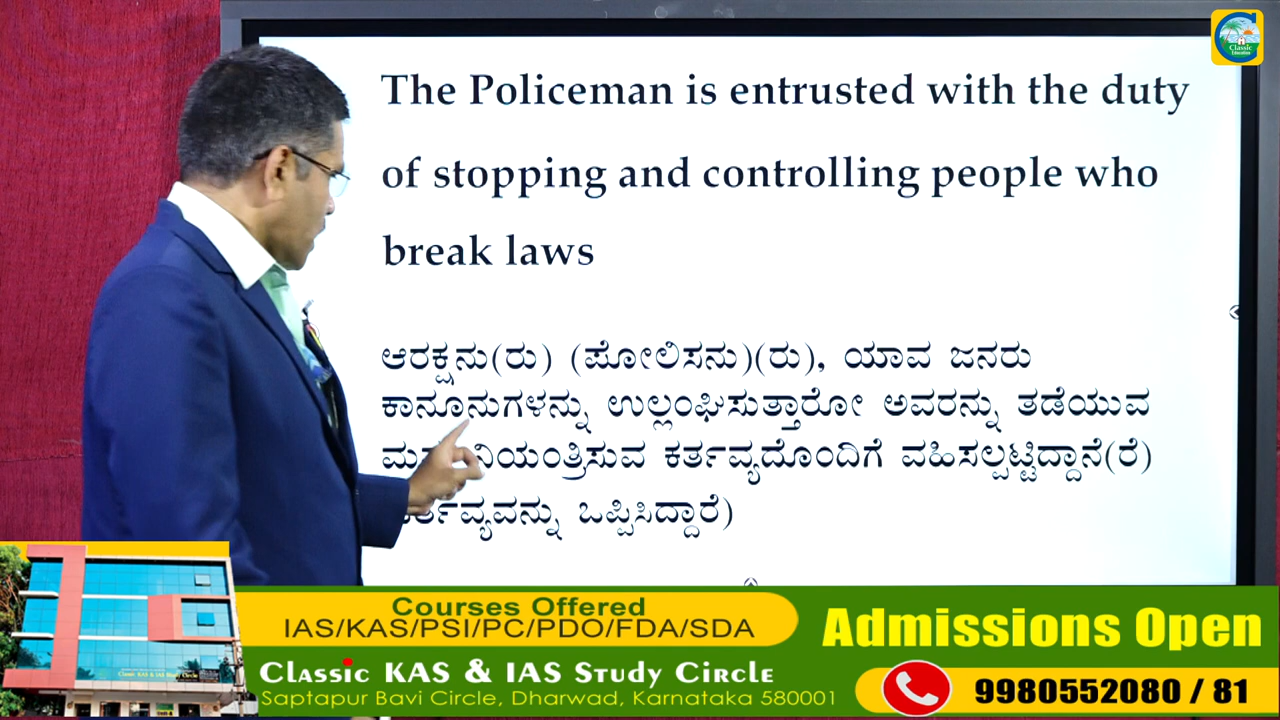 Classic
Education
The Policeman is entrusted with the duty
of stopping and controlling people who
break laws
ಆರಕ್ಷನು(ರು) (ಪೋಲಿಸನು)(ರು), ಯಾವ ಜನರು
ಕಾನೂನುಗಳನ್ನು ಉಲ್ಲಂಘಿಸುತ್ತಾರೋ ಅವರನ್ನು ತಡೆಯುವ
ನಿಯಂತ್ರಿಸುವ ಕರ್ತವ್ಯದೊಂದಿಗೆ ವಹಿಸಲ್ಪಟ್ಟಿದ್ದಾನೆ(ರೆ)
ಒಪ್ಪಿಸಿದ್ದಾರೆ)
Courses Offered
IAS/KAS/PSI/PC/PDO/FDA/SDA
Classic KAS & IAS Study Circle
Saptapur Bavi Circle, Dharwad, Karnataka 580001
Admissions Open
9980552080 / 81